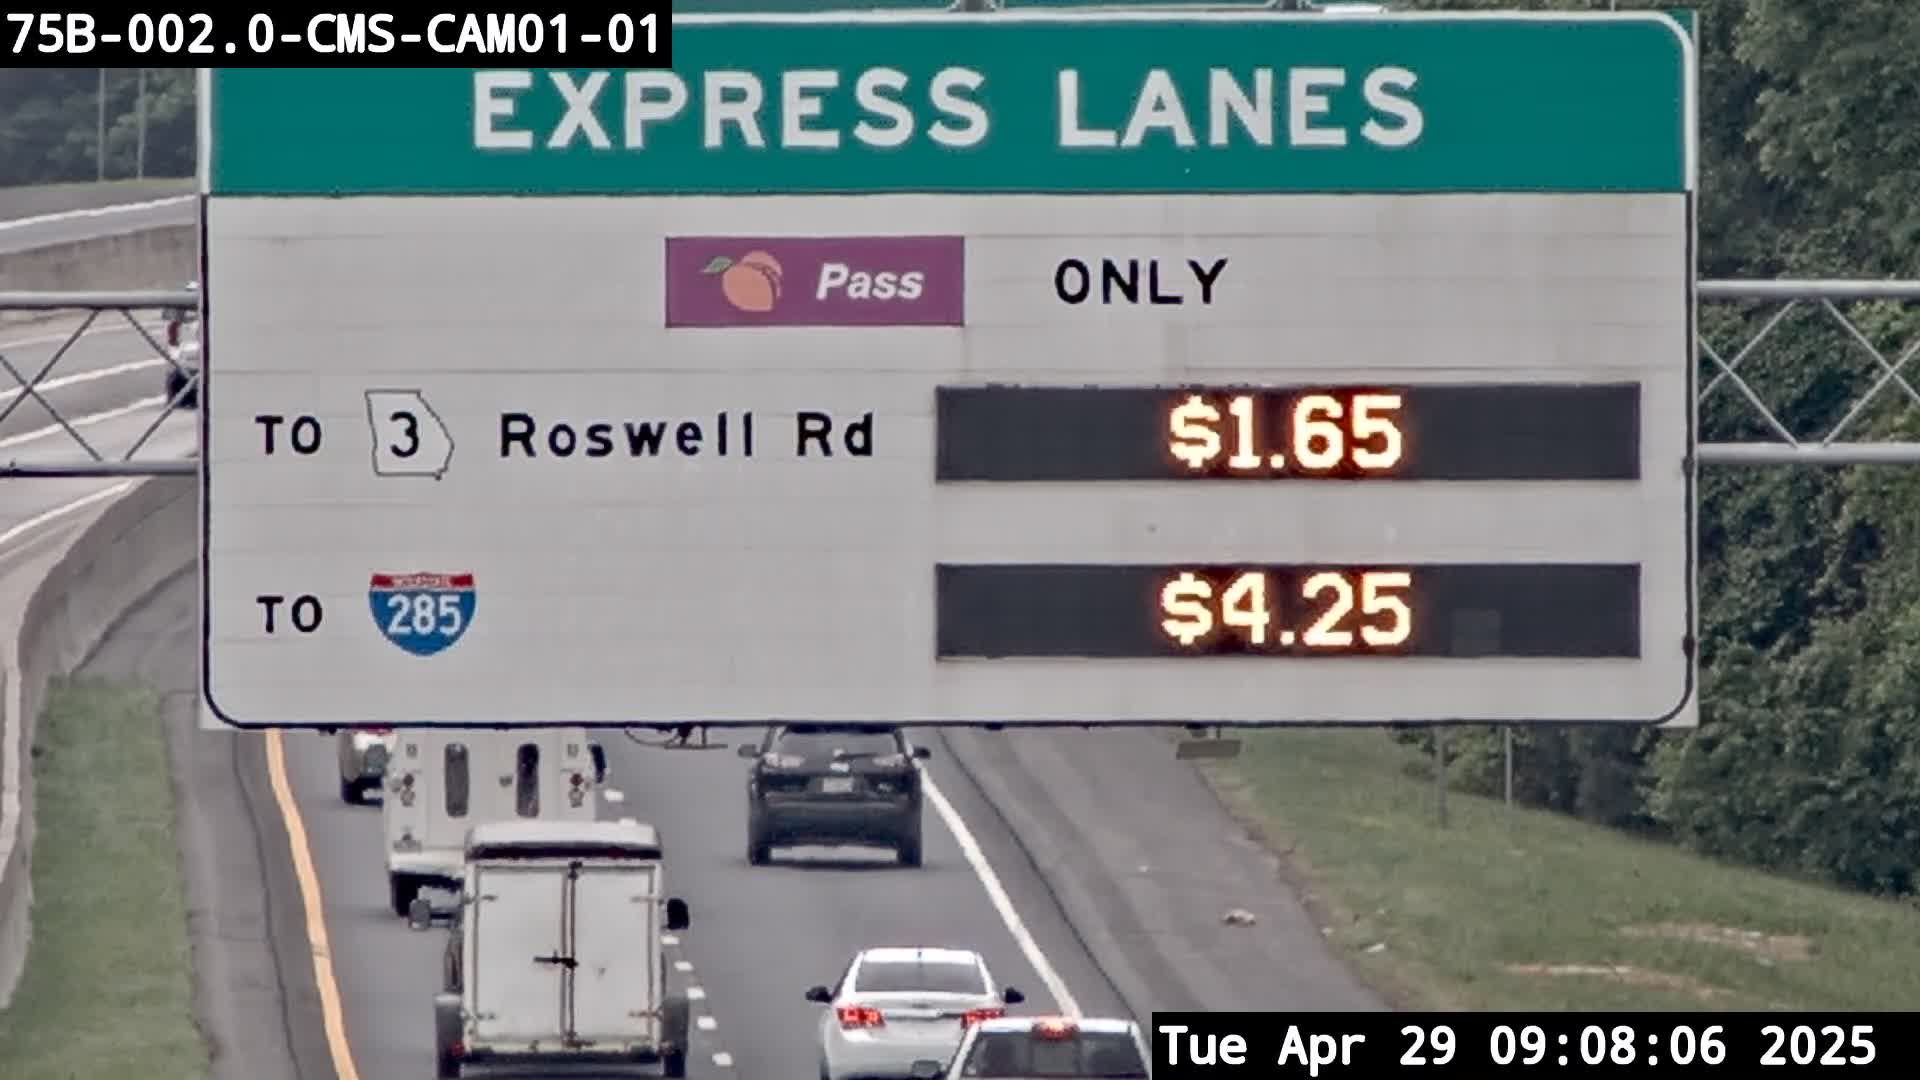 75B-002.0-CMS-CAM01-01
EXPRESS LANES
Pass ONLY
TO 3 Roswell Rd $1.65
INTERSTATE
TO 285 $4.25
Tue Apr 29 09:08:06 2025